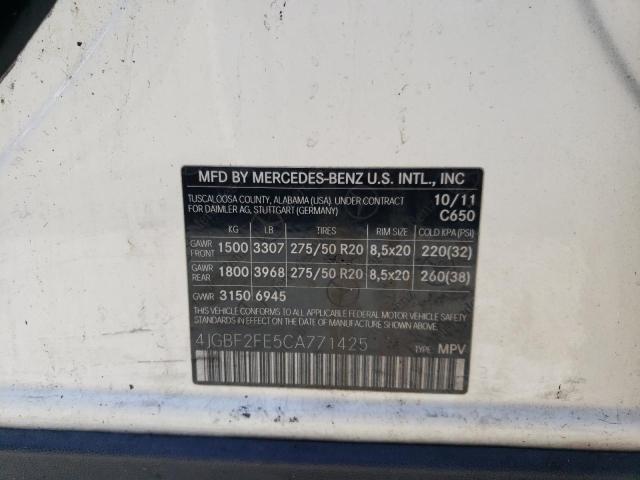 MFD BY MERCEDES-BENZ U.S. INTL., INC
TUSCALOOSA COUNTY, ALABAMA (USA). UNDER CONTRACT 10/11
FOR DAIMLER AG, STUTTGART (GERMANY) C650
KG LB TIRES RIM SIZE COLD KPA (PSI)
GAWR FRONT 1500 3307 275/50 R20 8,5x20 220(32)
GAWR REAR 1800 3968 275/50 R20 8,5x20 260(38)
GVWR 3150 6945
THIS VEHICLE CONFORMS TO ALL APPLICABLE FEDERAL MOTOR VEHICLE SAFETY
STANDARDS IN EFFECT ON THE DATE OF MANUFACTURE SHOWN ABOVE.
4JGBF2FE5CA771425 TYPE: MPV